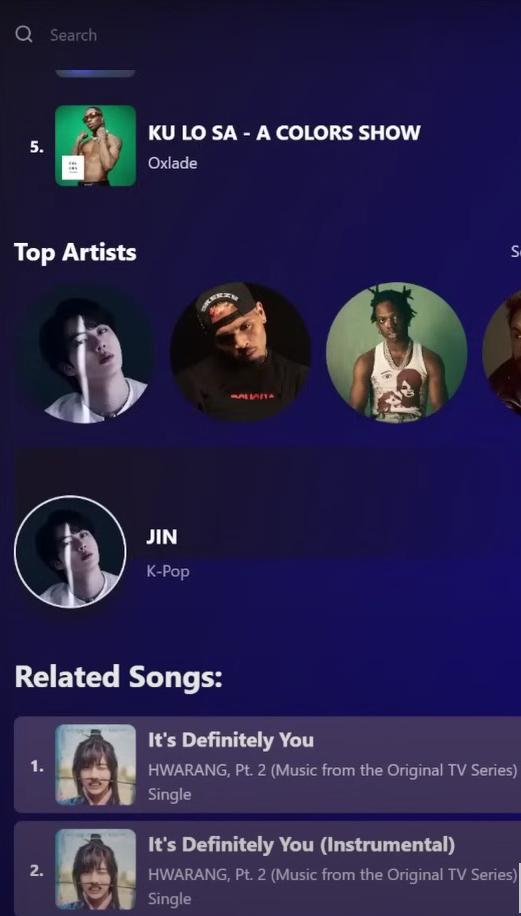 Search
5.
KU LO SA - A COLORS SHOW
Oxlade
Top Artists
JIN
K-Pop
Related Songs:
1.
It's Definitely You
HWARANG, Pt. 2 (Music from the Original TV Series)
Single
2.
It's Definitely You (Instrumental)
HWARANG, Pt. 2 (Music from the Original TV Series)
Single